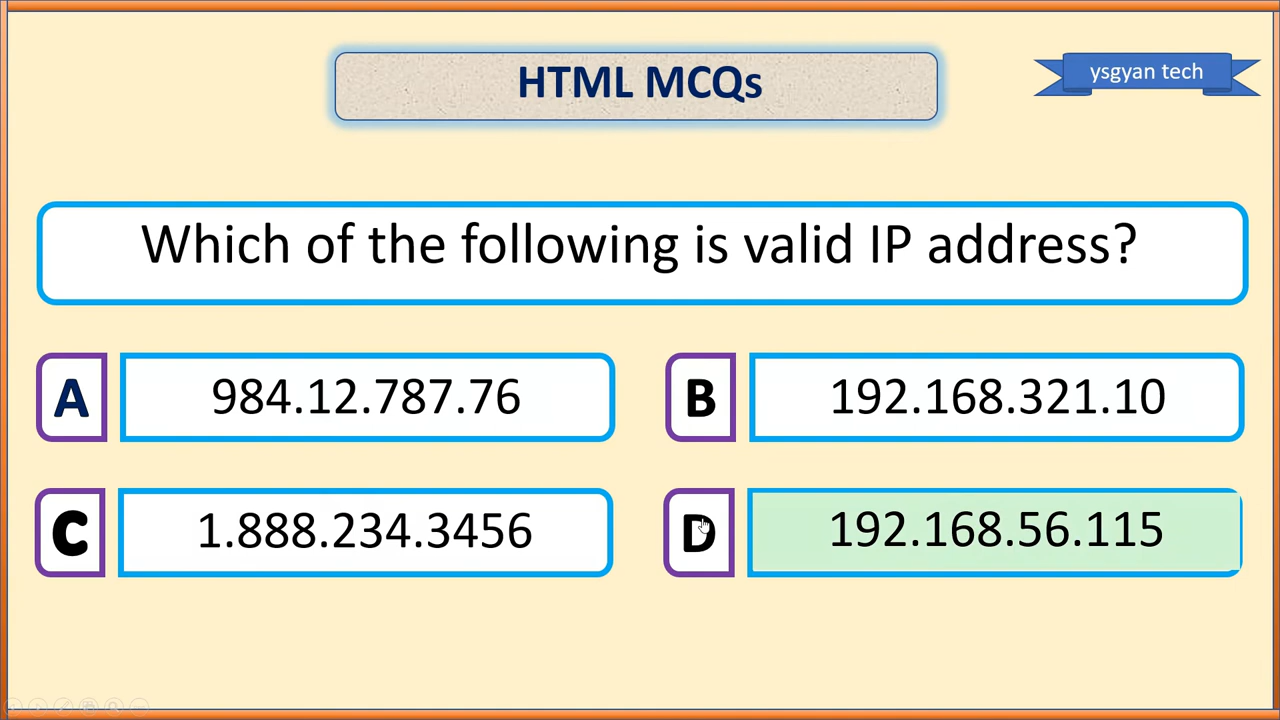 HTML MCQs
ysgyan tech
Which of the following is valid IP address?
A
984.12.787.76
B
192.168.321.10
C
1.888.234.3456
D
192.168.56.115